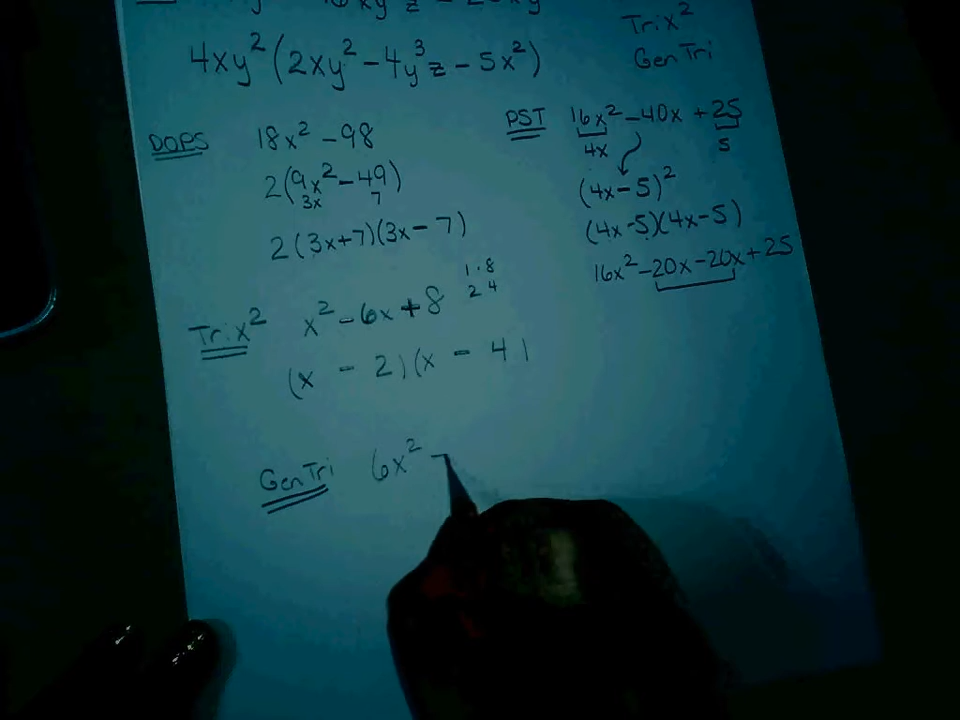 4xy²(2xy² - 4y³z - 5x²)
Trix²
GenTri
DOPS 18x² - 98
2(9x² - 49)
3x 7
2(3x+7)(3x-7)
PST 16x² - 40x + 25
4x 5
(4x-5)²
(4x-5)(4x-5)
16x² - 20x - 20x + 25
Trix² x² - 6x + 8
1·8
2 4
(x - 2)(x - 4)
GenTri 6x² -